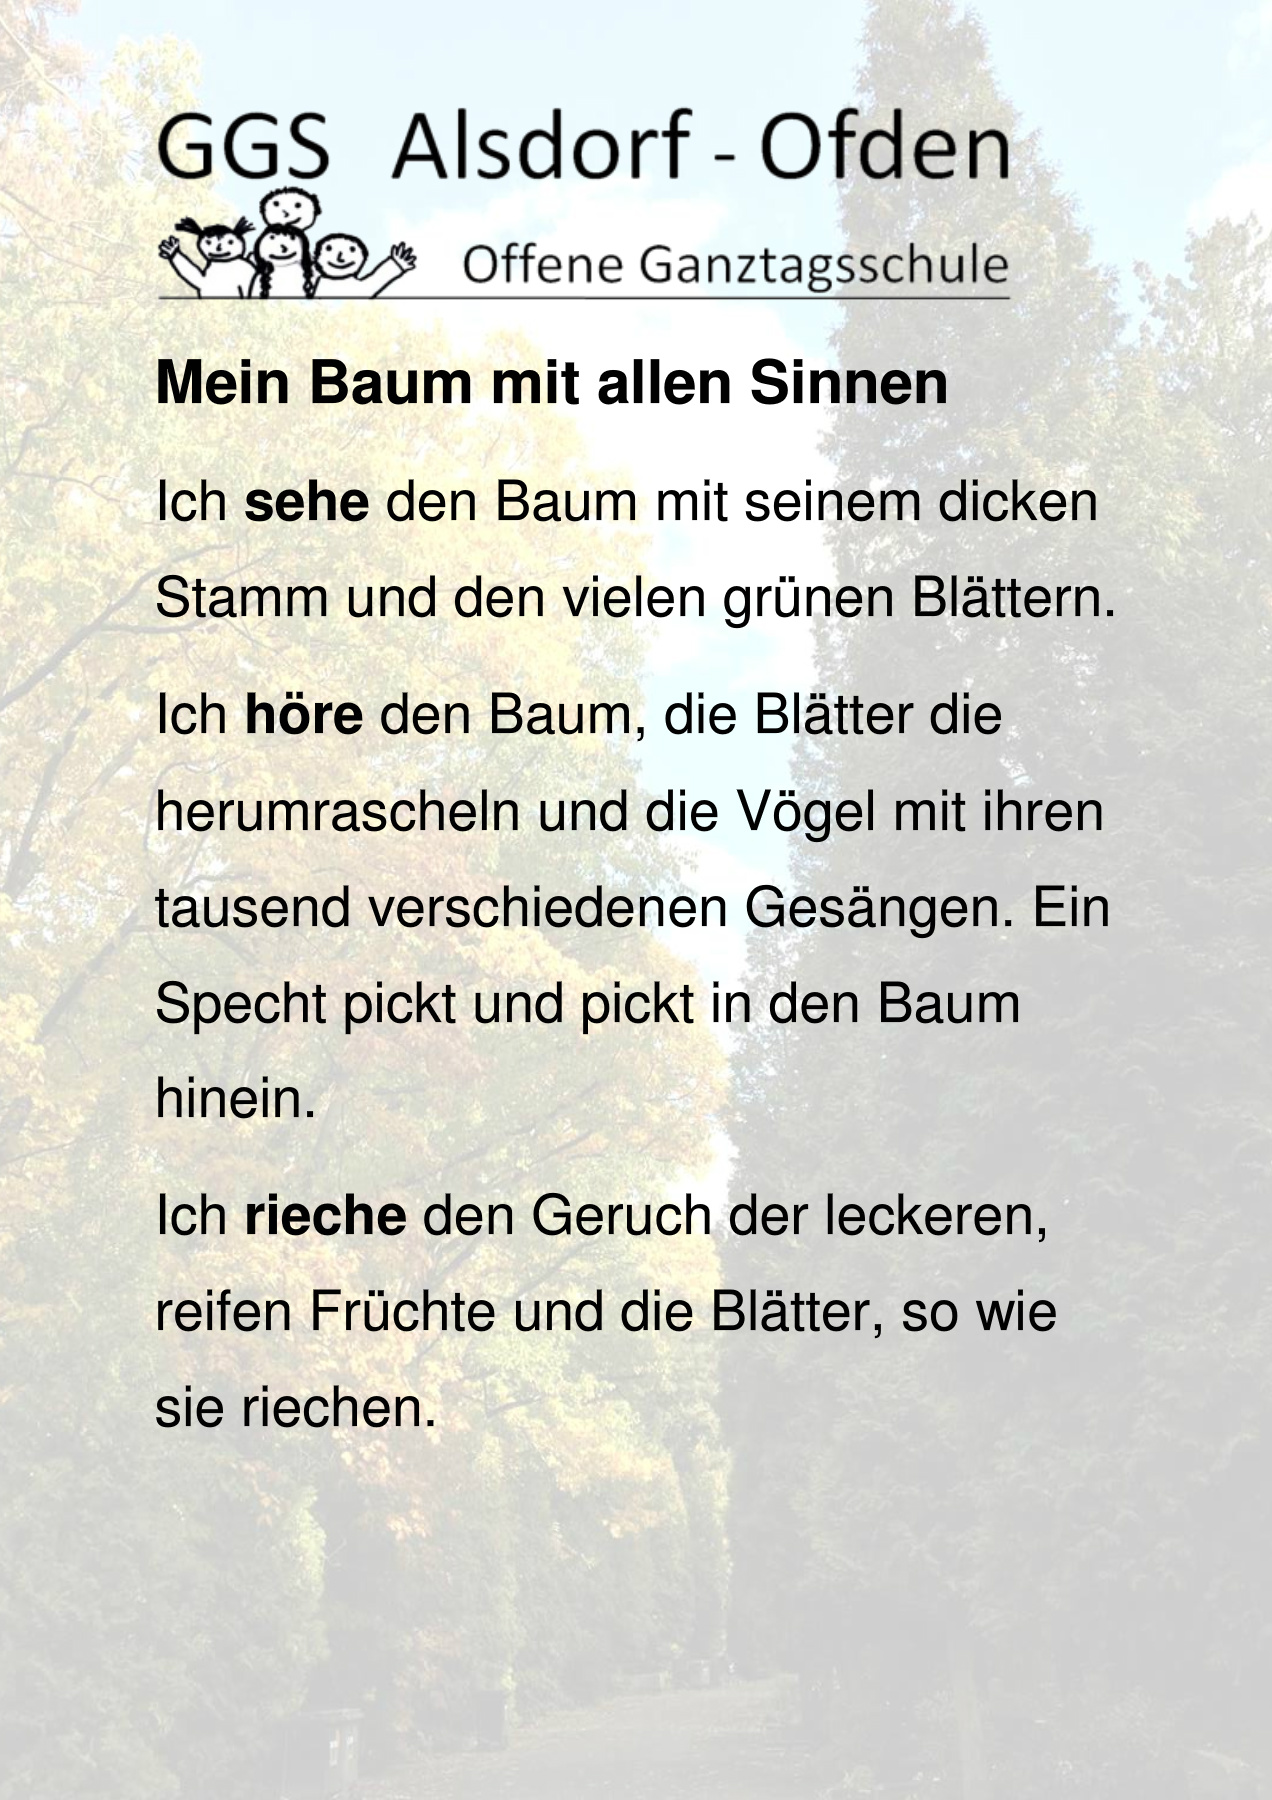 GGS Alsdorf - Ofden
Offene Ganztagsschule
Mein Baum mit allen Sinnen
Ich sehe den Baum mit seinem dicken
Stamm und den vielen grünen Blättern.
Ich höre den Baum, die Blätter die
herumrascheln und die Vögel mit ihren
tausend verschiedenen Gesängen. Ein
Specht pickt und pickt in den Baum
hinein.
Ich rieche den Geruch der leckeren,
reifen Früchte und die Blätter, so wie
sie riechen.